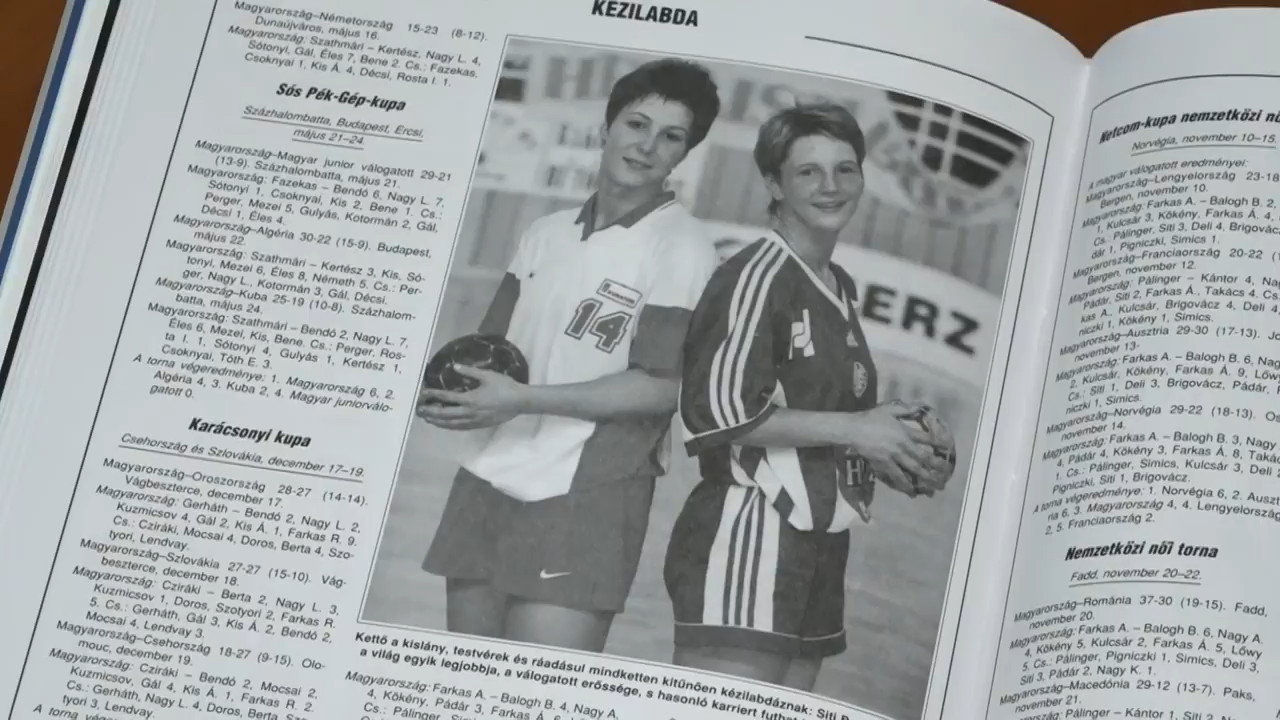 KÉZILABDA
Magyarország–Németország 15-23 (8-12).
Dunaújváros, május 16.
Magyarország: Szathmári – Kertész, Nagy L. 4,
Sótonyi, Gál, Éles 7, Bene 2. Cs.: Fazekas,
Csoknyai 1, Kis Á. 4, Décsi, Rosta I. 1.
Sós Pék-Gép-kupa
Százhalombatta, Budapest, Ercsi,
május 21–24.
Magyarország–Magyar junior válogatott 29-21
(13-9). Százhalombatta, május 21.
Magyarország: Fazekas – Bendó 6, Nagy L. 7,
Sótonyi 1, Csoknyai, Kis 2, Bene 1. Cs.:
Perger, Mezei 5, Gulyás, Kotormán 2, Gál,
Décsi 1, Éles 4.
Magyarország–Algéria 30-22 (15-9). Budapest,
május 22.
Magyarország: Szathmári – Kertész 3, Kis, Só-
tonyi, Mezei 6, Éles 8, Németh 5. Cs.: Per-
ger, Nagy L., Kotormán 3, Gál, Décsi.
Magyarország–Kuba 25-19 (10-8). Százhalom-
batta, május 24.
Magyarország: Szathmári – Bendó 2, Nagy L. 7,
Éles 6, Mezei, Kis, Bene. Cs.: Perger, Ros-
ta I. 1, Sótonyi 4, Gulyás 1, Kertész 1,
Csoknyai, Tóth E. 3.
A torna végeredménye: 1. Magyarország 6, 2.
Algéria 4, 3. Kuba 2, 4. Magyar juniorválo-
gatott 0.
Karácsonyi kupa
Csehország és Szlovákia, december 17–19.
Magyarország–Oroszország 28-27 (14-14).
Vágbeszterce, december 17.
Magyarország: Gerháth – Bendó 2, Nagy L. 2,
Kuzmicsov 4, Gál 2, Kis Á. 1, Farkas R. 9.
Cs.: Cziráki, Mocsai 4, Doros, Berta 4, Szo-
tyori, Lendvay.
Magyarország–Szlovákia 27-27 (15-10). Vág-
beszterce, december 18.
Magyarország: Cziráki – Berta 2, Nagy L. 3,
Kuzmicsov 1, Doros, Szotyori 2, Farkas R.
5. Cs.: Gerháth, Gál 3, Kis Á. 2, Bendó 2,
Mocsai 4, Lendvay 3.
Magyarország–Csehország 18-27 (9-15). Olo-
mouc, december 19.
Magyarország: Cziráki – Bendó 2, Mocsai 2,
Kuzmicsov, Gál 4, Kis Á. 1, Farkas R. 2.
Cs.: Gerháth, Nagy L. 4, Doros, Berta,
tyori 3, Lendvay.
A torna
14
ERZ
Kettő a kislány, testvérek és ráadásul mindketten kitűnően kézilabdáznak: Siti
a világ egyik legjobbja, a válogatott erőssége, s hasonló karriert
Magyarország: Farkas A. – Balogh B. 4, Nagy A.
4, Kökény, Pádár 3, Farkas Á. 6,
Netcom-kupa nemzetközi
Norvégia, november 10–15.
A magyar válogatott eredményei:
Magyarország–Lengyelország 23-18
Bergen, november 10.
Magyarország: Farkas A. – Balogh B. 2,
1, Kulcsár 3, Kökény, Farkas Á. 4,
Cs.: Pálinger, Siti 3, Deli 4, Brigovácz
dár 1, Pigniczki, Simics 1.
Magyarország–Franciaország 20-22
Bergen, november 12.
Magyarország: Pálinger – Kántor 4, Na
Pádár, Siti 2, Farkas Á., Takács 4. Cs
kas A., Kulcsár, Brigovácz 4, Deli 4,
niczki 1, Kökény 1, Simics.
Magyarország–Ausztria 29-30 (17-13).
november 13.
Magyarország: Farkas A. – Balogh B. 6, Na
2, Kulcsár, Kökény, Farkas Á. 9, Lőwy
Cs.: Siti 1, Deli 3, Brigovácz, Pádár,
niczki 1, Simics.
Magyarország–Norvégia 29-22 (18-13).
november 14.
Magyarország: Farkas A. – Balogh B. 3, Nagy
4, Pádár 4, Kökény 3, Farkas Á. 8, Takác
1. Cs.: Pálinger, Simics, Kulcsár 3, Deli
Pigniczki, Siti 1, Brigovácz.
A torna végeredménye: 1. Norvégia 6, 2. Auszt
ria 6, 3. Magyarország 4, 4. Lengyelország
2, 5. Franciaország 2.
Nemzetközi női torna
Fadd, november 20–22.
Magyarország–Románia 37-30 (19-15). Fadd,
november 20.
Magyarország: Farkas A. – Balogh B. 6, Nagy A.
4, Kökény 5, Kulcsár 2, Farkas Á. 5, Lőwy
5. Cs.: Pálinger, Pigniczki 1, Simics, Deli 3,
Siti 3, Pádár 2, Nagy K. 1.
Magyarország–Macedónia 29-12 (13-7). Paks,
november 21.
Magyarország: Pálinger – Kántor 1, Siti 2, Nagy